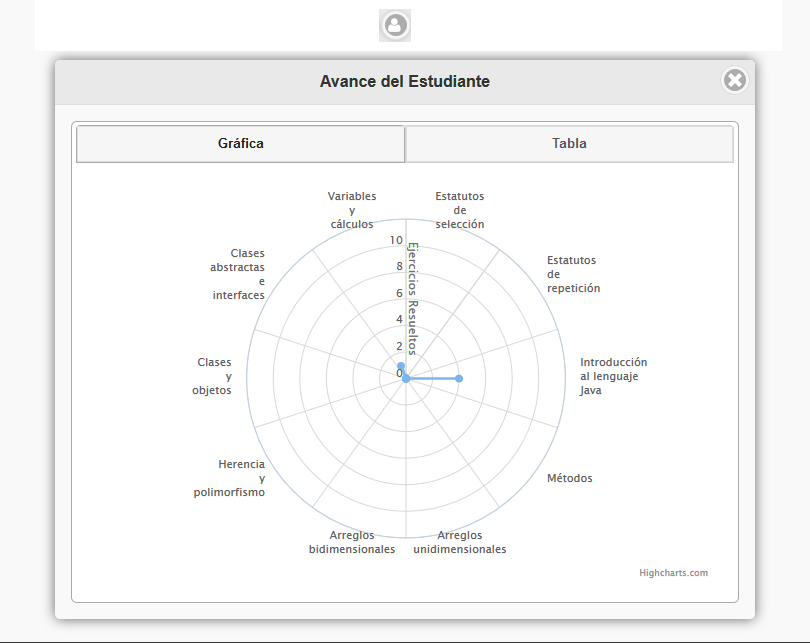 Avance del Estudiante
Gráfica
Tabla
Variables
y
cálculos
Estatutos
de
selección
Estatutos
de
repetición
Introducción
al lenguaje
Java
Métodos
Arreglos
unidimensionales
Arreglos
bidimensionales
Herencia
y
polimorfismo
Clases
y
objetos
Clases
abstractas
e
interfaces
10
8
6
4
2
0
Ejercicios Resueltos
Highcharts.com